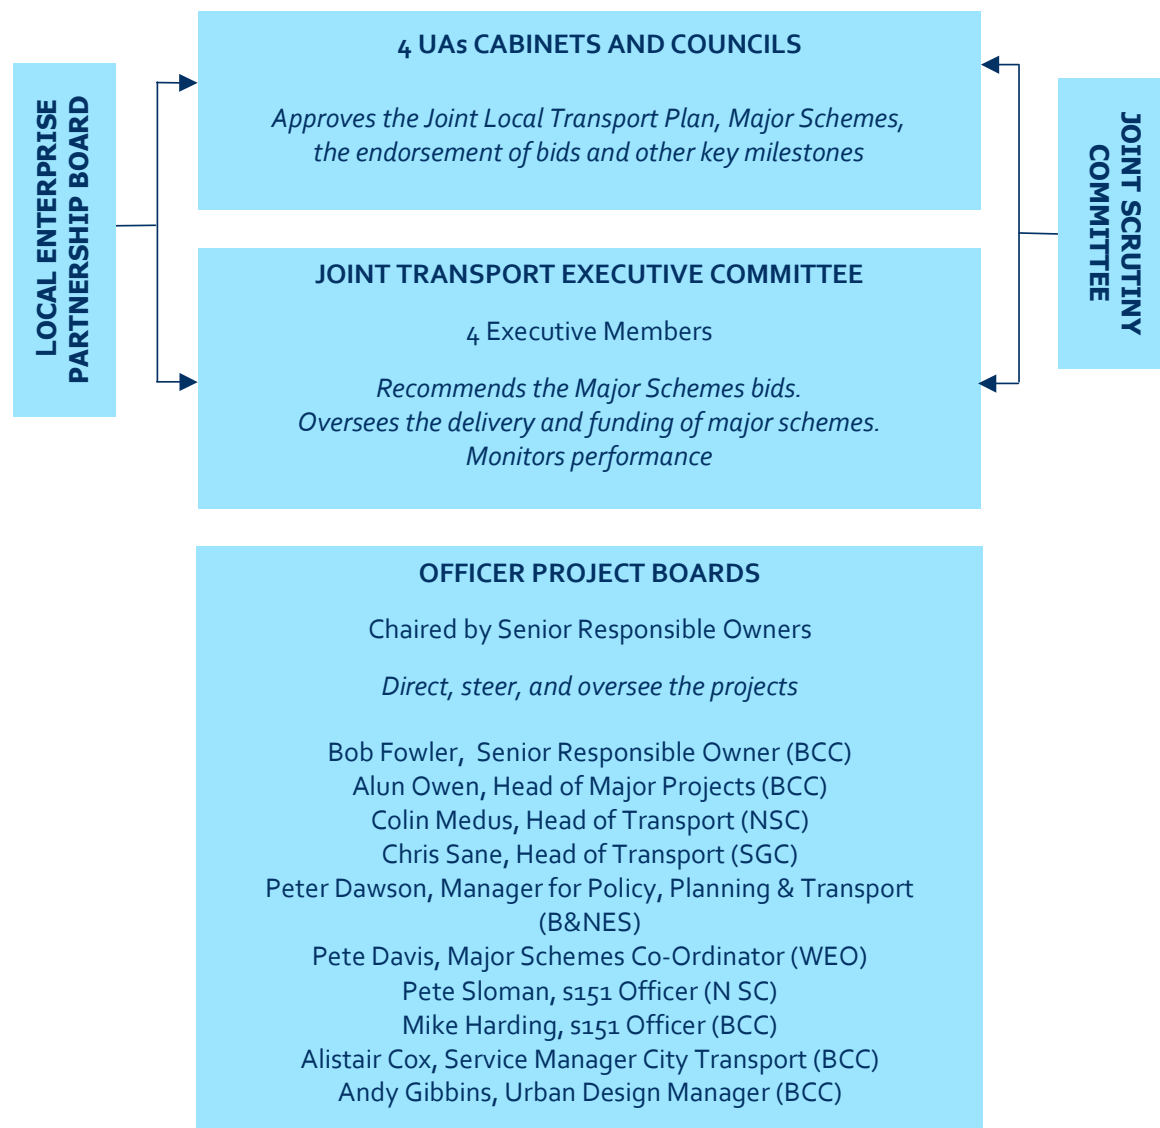 4 UAs CABINETS AND COUNCILS
Approves the Joint Local Transport Plan, Major Schemes,
the endorsement of bids and other key milestones
LOCAL ENTERPRISE
PARTNERSHIP BOARD
JOINT SCRUTINY
COMMITTEE
JOINT TRANSPORT EXECUTIVE COMMITTEE
4 Executive Members
Recommends the Major Schemes bids.
Oversees the delivery and funding of major schemes.
Monitors performance
OFFICER PROJECT BOARDS
Chaired by Senior Responsible Owners
Direct, steer, and oversee the projects
Bob Fowler, Senior Responsible Owner (BCC)
Alun Owen, Head of Major Projects (BCC)
Colin Medus, Head of Transport (NSC)
Chris Sane, Head of Transport (SGC)
Peter Dawson, Manager for Policy, Planning & Transport
(B&NES)
Pete Davis, Major Schemes Co-Ordinator (WEO)
Pete Sloman, s151 Officer (N SC)
Mike Harding, s151 Officer (BCC)
Alistair Cox, Service Manager City Transport (BCC)
Andy Gibbins, Urban Design Manager (BCC)